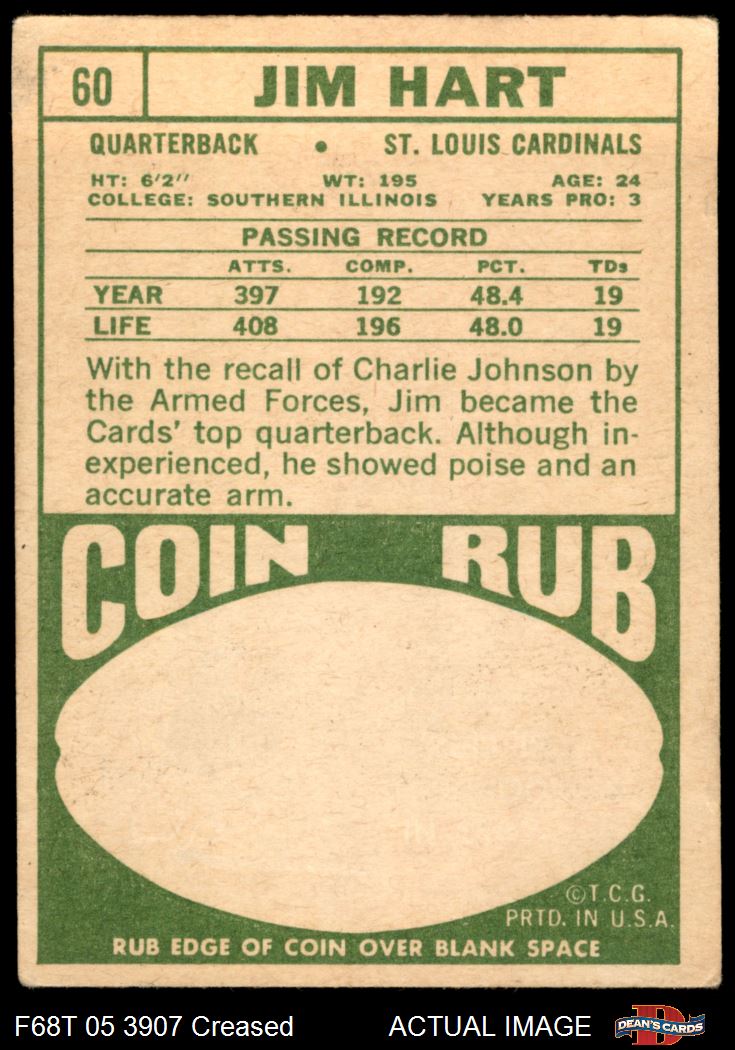 60 JIM HART
QUARTERBACK • ST. LOUIS CARDINALS
HT: 6'2'' WT: 195 AGE: 24
COLLEGE: SOUTHERN ILLINOIS YEARS PRO: 3
PASSING RECORD
ATTS. COMP. PCT. TDs
YEAR 397 192 48.4 19
LIFE 408 196 48.0 19
With the recall of Charlie Johnson by
the Armed Forces, Jim became the
Cards' top quarterback. Although in-
experienced, he showed poise and an
accurate arm.
COIN RUB
©T.C.G.
PRTD. IN U.S.A.
RUB EDGE OF COIN OVER BLANK SPACE
F68T 05 3907 Creased ACTUAL IMAGE DEAN'S CARDS